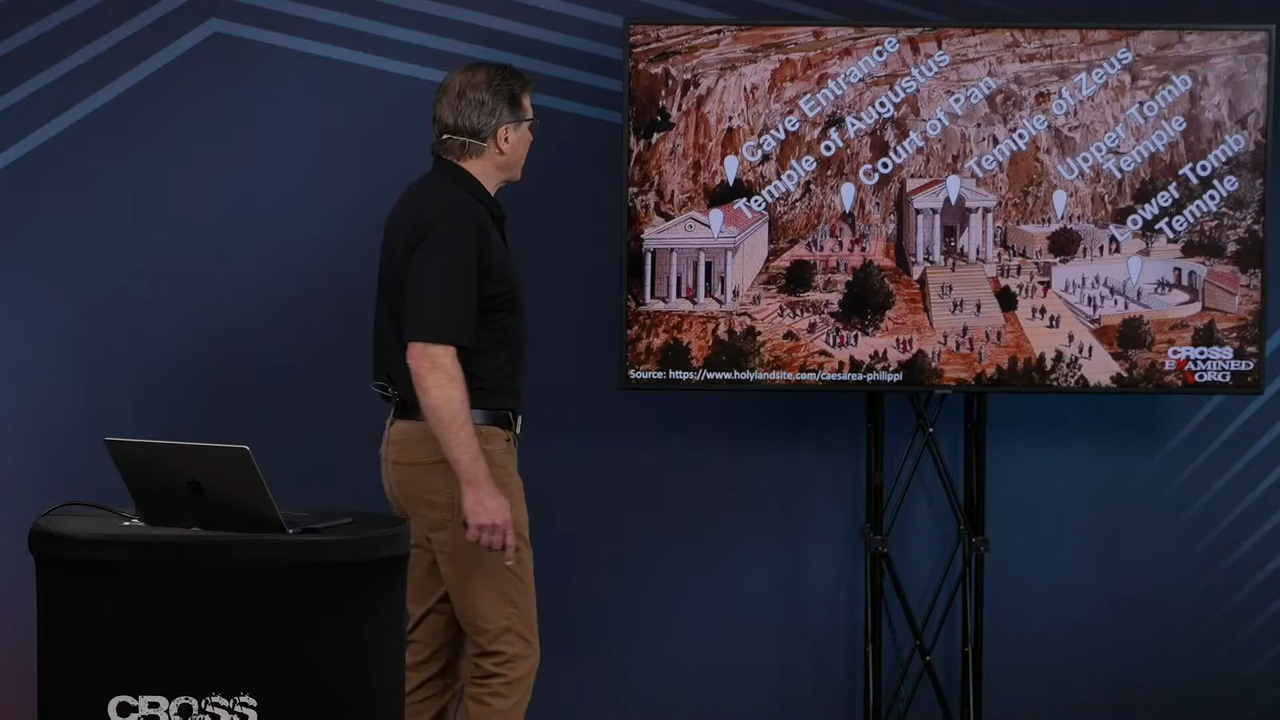 Cave Entrance
Temple of Augustus
Court of Pan
Temple of Zeus
Upper Tomb
Temple
Lower Tomb
Temple
Source: https://www.holylandsite.com/caesarea-philippi
CROSS
EXAMINED
.ORG
CROSS